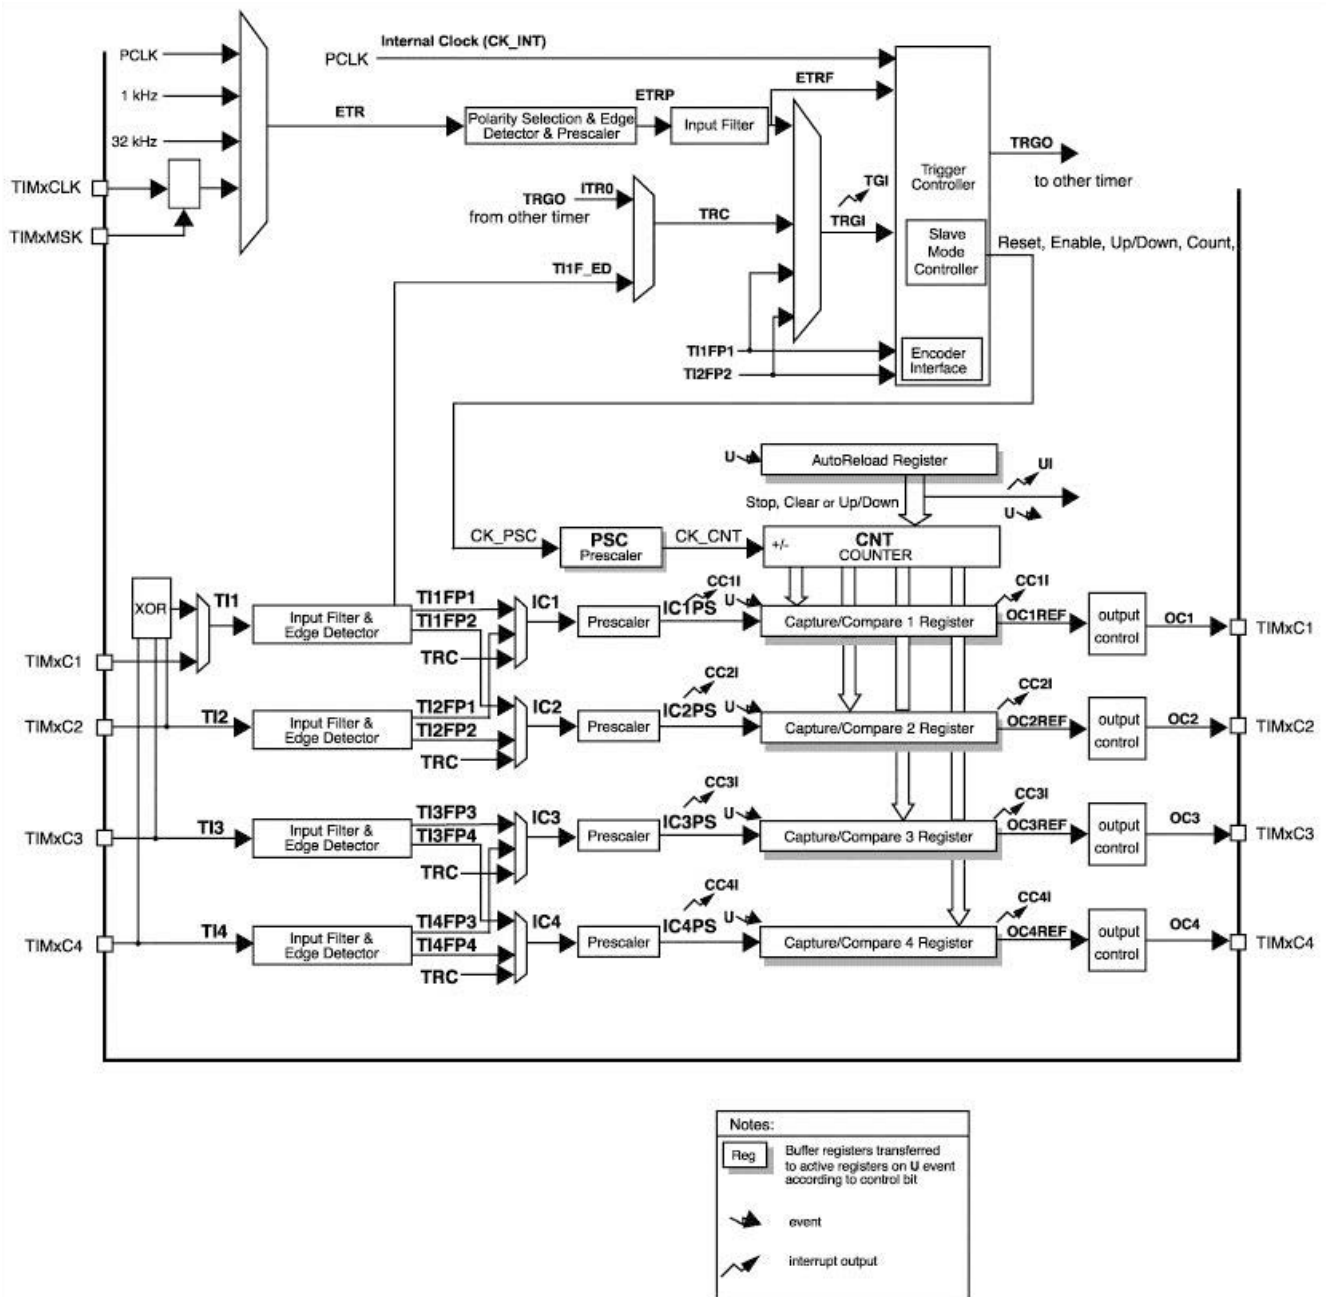 PCLK
Internal Clock (CK_INT)
PCLK
1 kHz
ETR
ETRP
ETRF
Polarity Selection & Edge
Detector & Prescaler
Input Filter
32 kHz
TIMxCLK
TIMxMSK
TRGO
to other timer
Trigger
Controller
ITR0
TRGO
from other timer
TRC
TGI
TRGI
Slave
Mode
Controller
Reset, Enable, Up/Down, Count,
TI1F_ED
TI1FP1
TI2FP2
Encoder
Interface
U
AutoReload Register
UI
Stop, Clear or Up/Down
U
CK_PSC
PSC
Prescaler
CK_CNT
+/-
CNT
COUNTER
XOR
TI1
Input Filter &
Edge Detector
TI1FP1
TI1FP2
TRC
IC1
Prescaler
CC1I
IC1PS
U
Capture/Compare 1 Register
CC1I
OC1REF
output
control
OC1
TIMxC1
TIMxC1
TIMxC2
TI2
Input Filter &
Edge Detector
TI2FP1
TI2FP2
TRC
IC2
Prescaler
CC2I
IC2PS
U
Capture/Compare 2 Register
CC2I
OC2REF
output
control
OC2
TIMxC2
TIMxC3
TI3
Input Filter &
Edge Detector
TI3FP3
TI3FP4
TRC
IC3
Prescaler
CC3I
IC3PS
U
Capture/Compare 3 Register
CC3I
OC3REF
output
control
OC3
TIMxC3
TIMxC4
TI4
Input Filter &
Edge Detector
TI4FP3
TI4FP4
TRC
IC4
Prescaler
CC4I
IC4PS
U
Capture/Compare 4 Register
CC4I
OC4REF
output
control
OC4
TIMxC4
Notes:
Reg
Buffer registers transferred
to active registers on U event
according to control bit
event
interrupt output